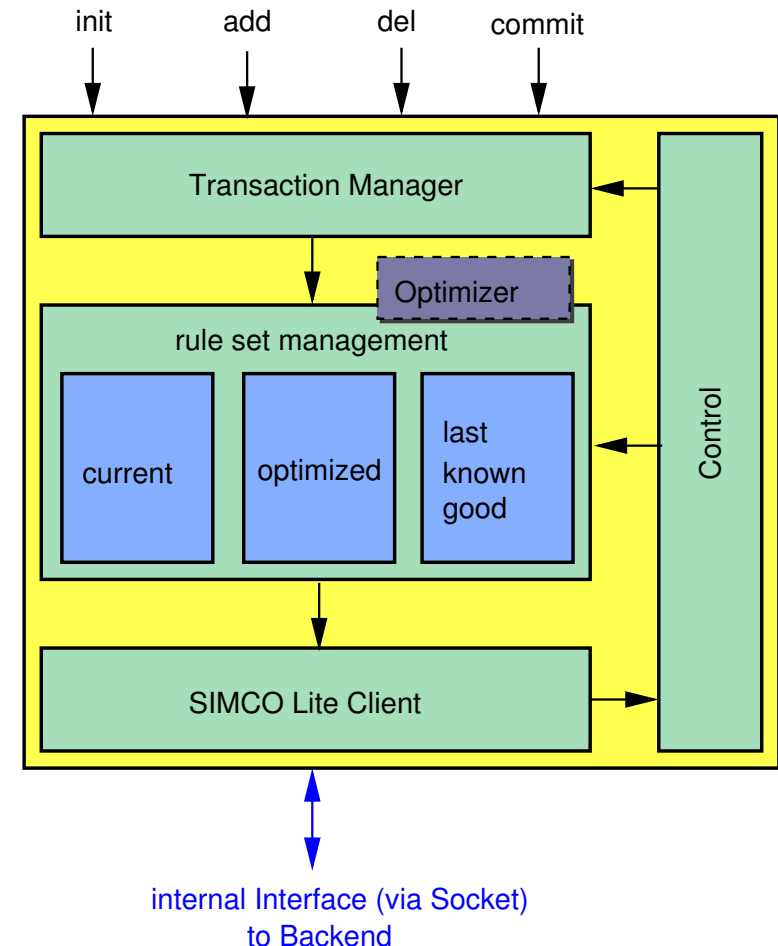 init
add
del
commit
Transaction Manager
Optimizer
rule set management
current
optimized
last
known
good
Control
SIMCO Lite Client
internal Interface (via Socket)
to Backend